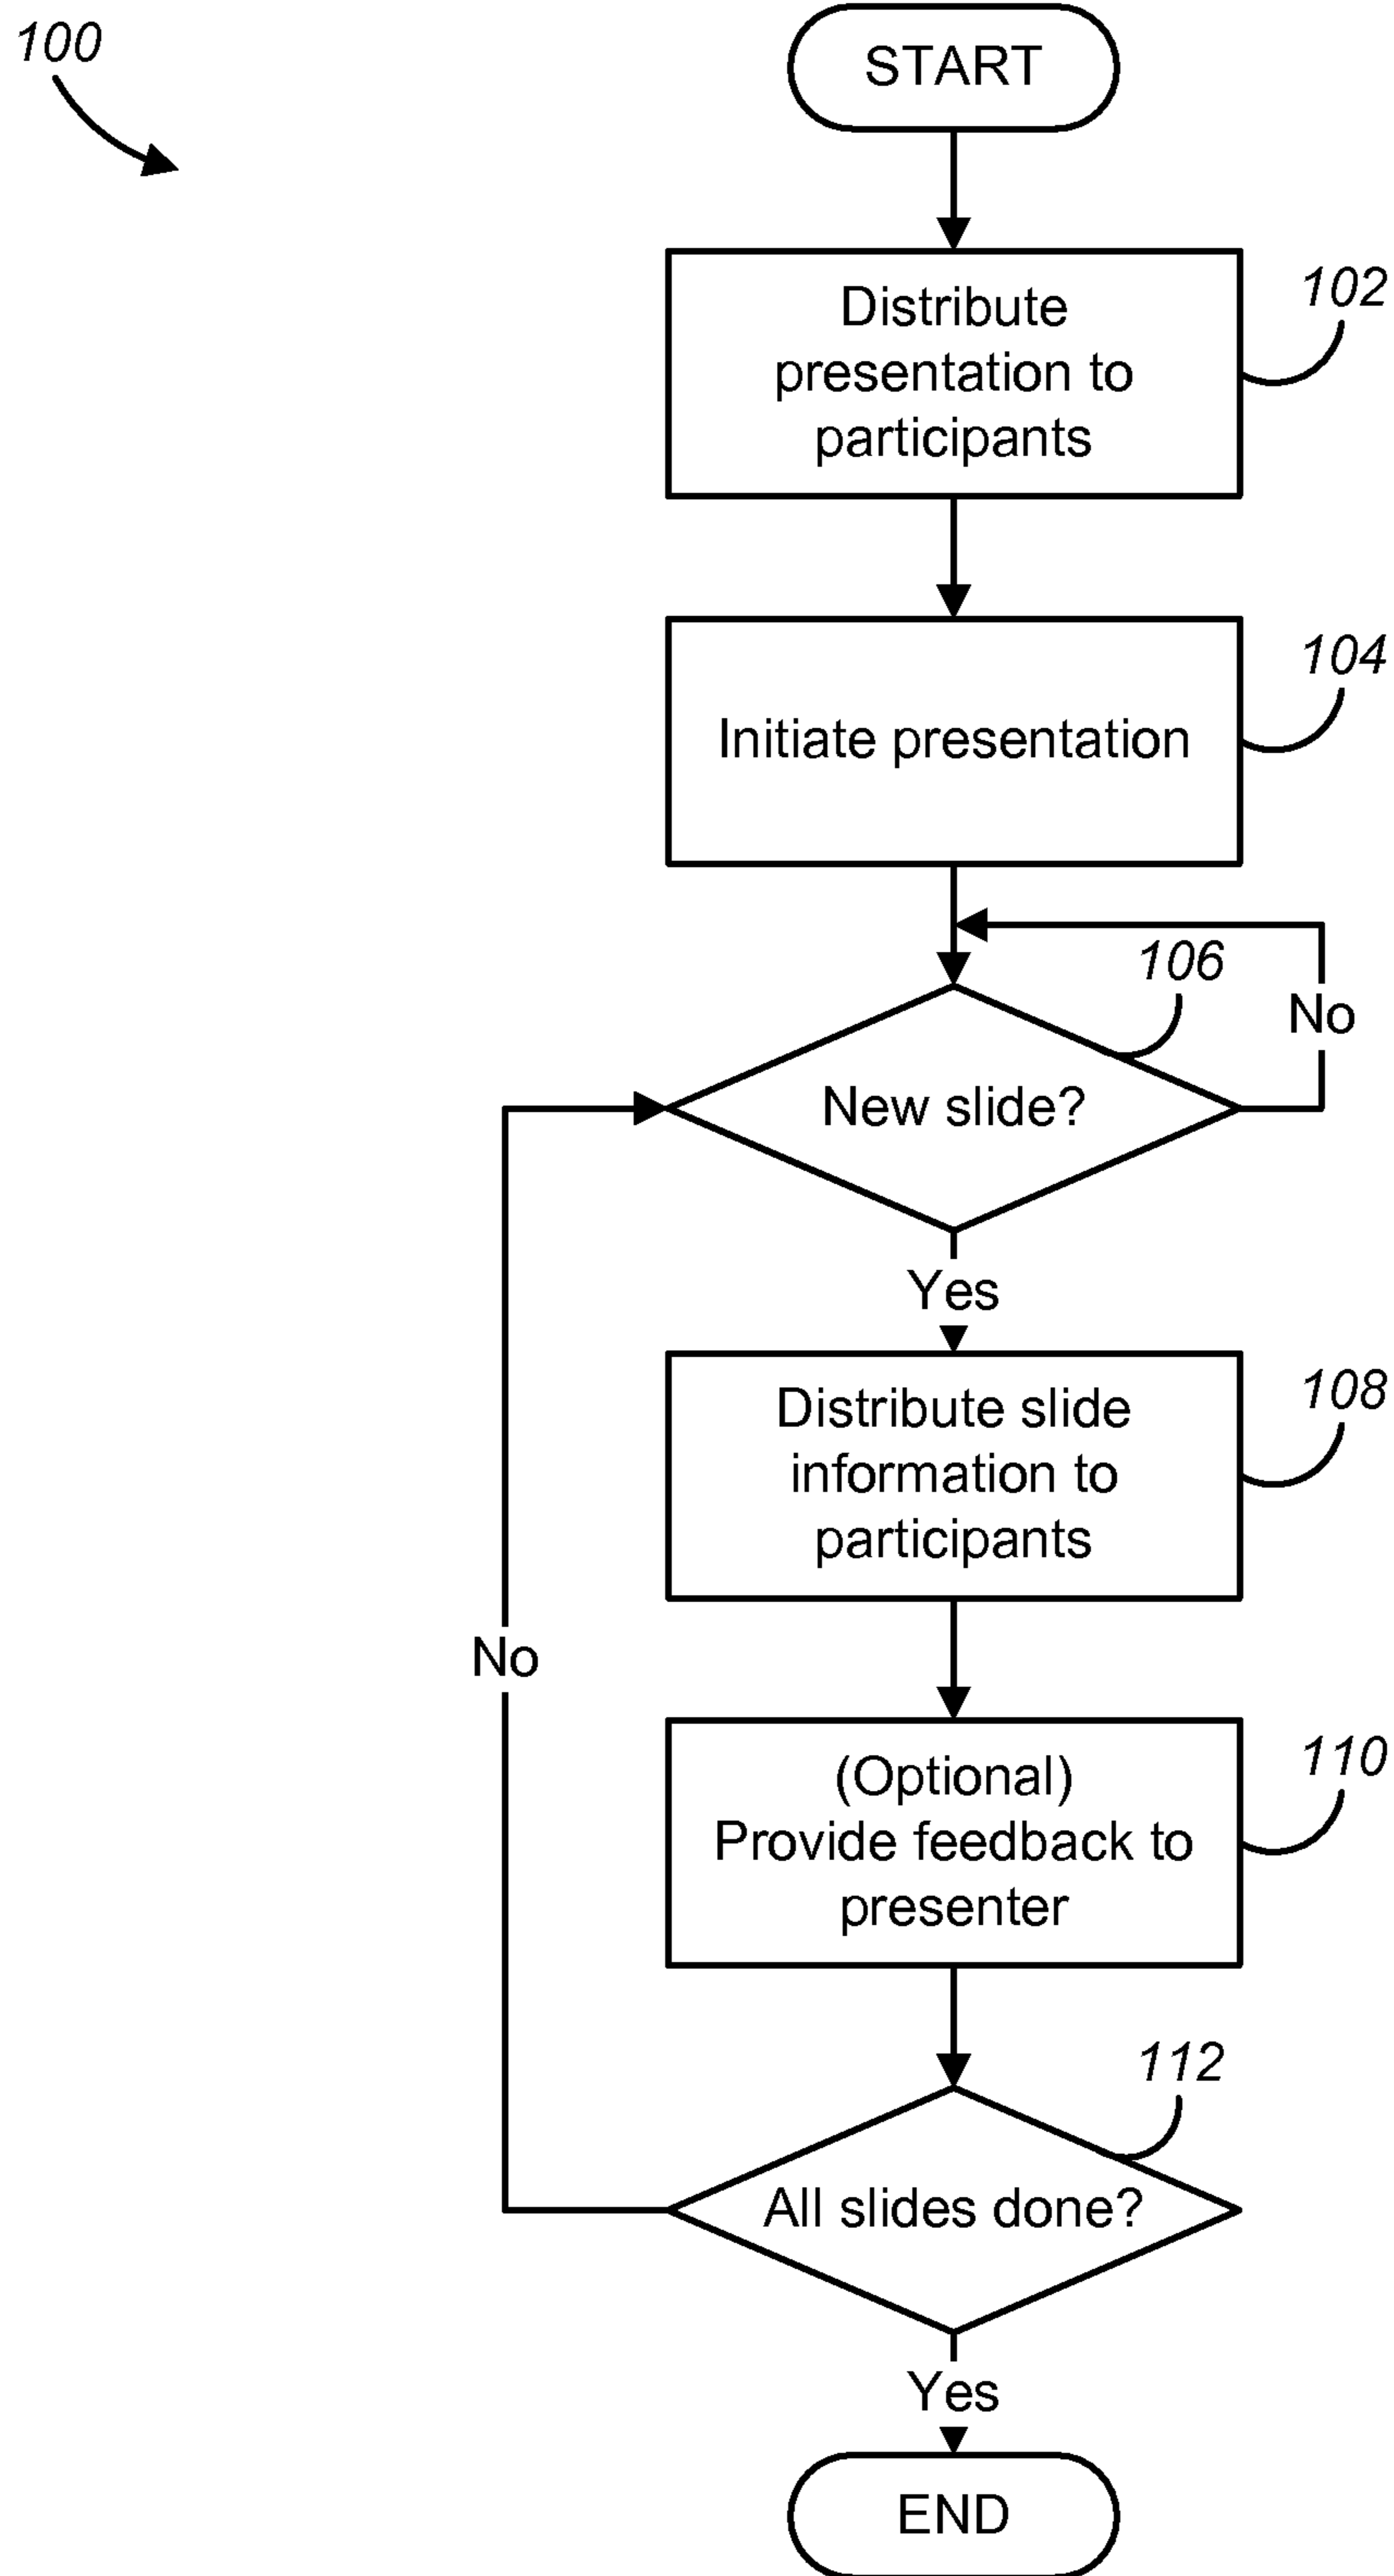 100
START
Distribute
presentation to
participants
102
Initiate presentation
104
106
No
New slide?
Yes
Distribute slide
information to
participants
108
No
(Optional)
Provide feedback to
presenter
110
112
All slides done?
Yes
END